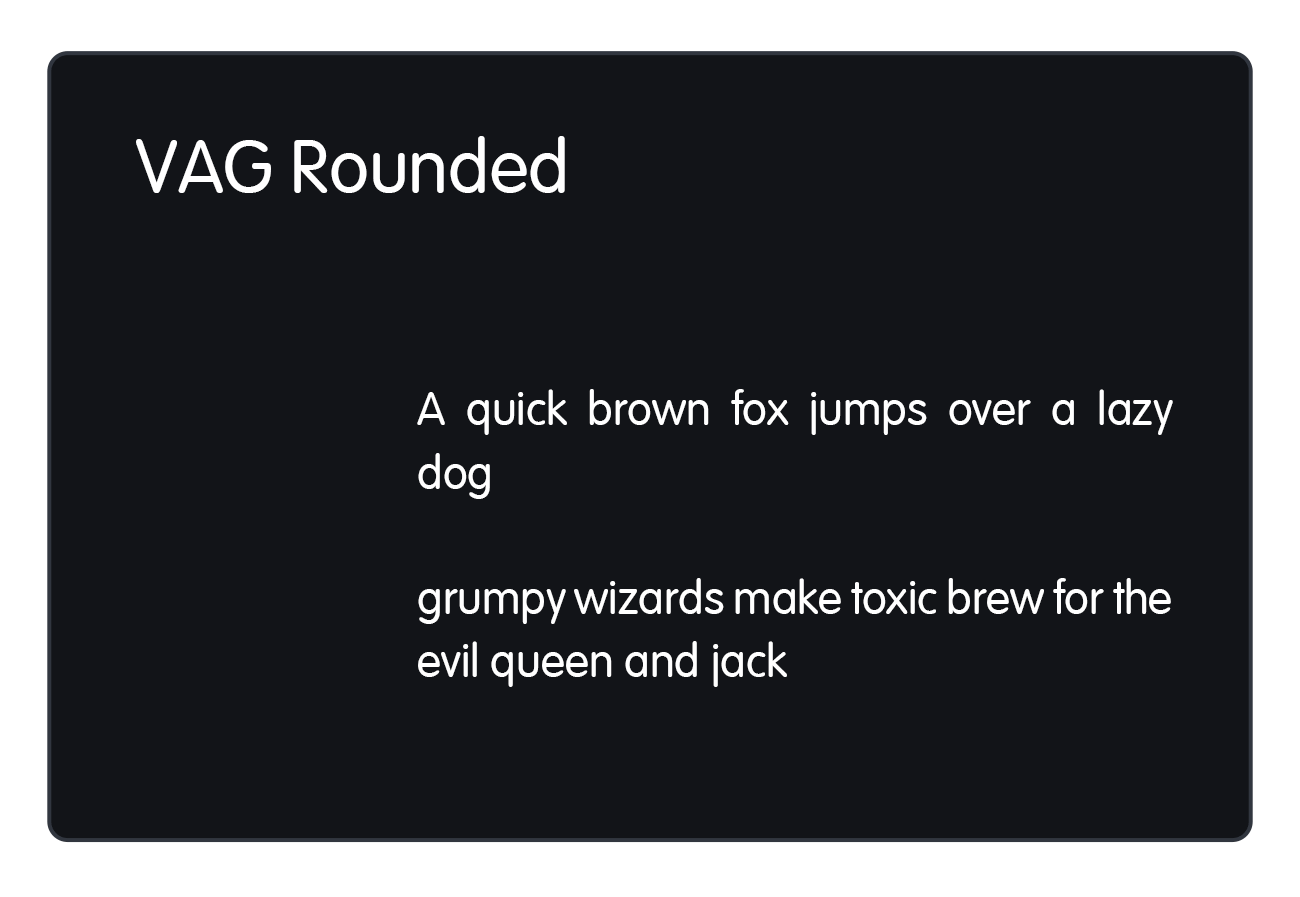 VAG Rounded
A quick brown fox jumps over a lazy
dog
grumpy wizards make toxic brew for the
evil queen and jack